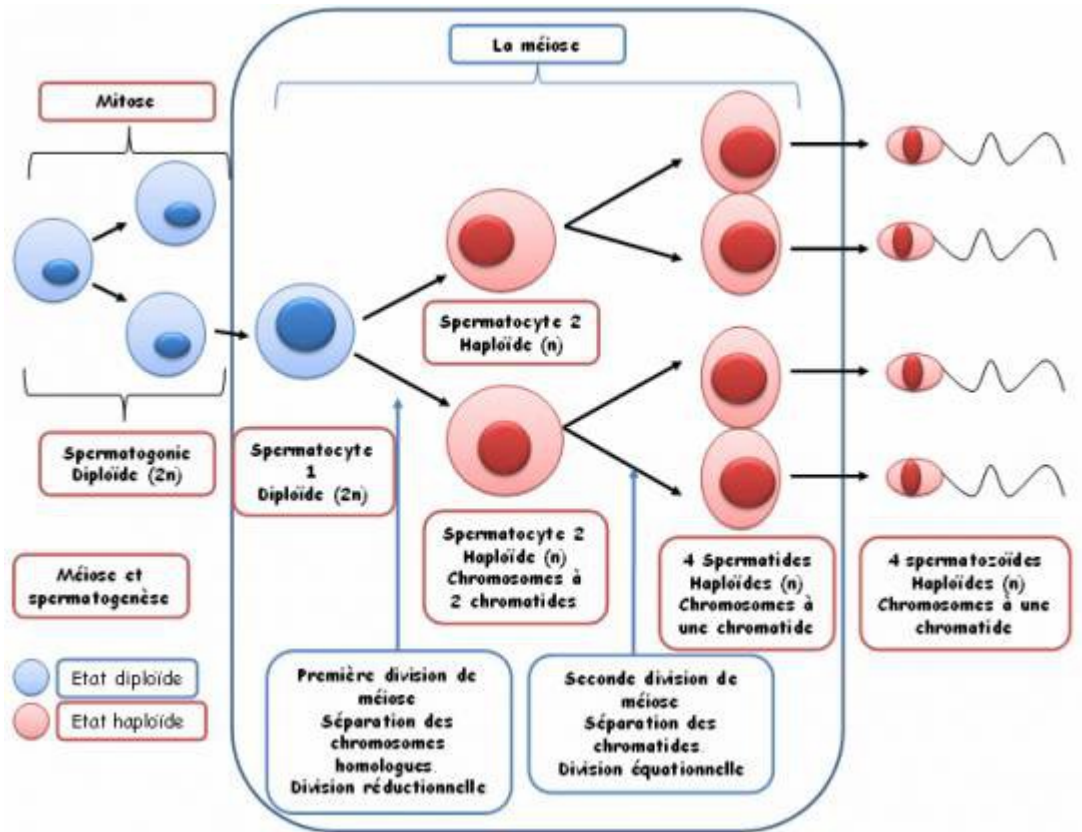 La méiose
Mitose
Spermatogonie
Diploïde (2n)
Spermatocyte
1
Diploïde (2n)
Spermatocyte 2
Haploïde (n)
Spermatocyte 2
Haploïde (n)
Chromosomes à
2 chromatides
4 Spermatides
Haploïdes (n)
Chromosomes à
une chromatide
4 spermatozoïdes
Haploïdes (n)
Chromosomes à une
chromatide
Méiose et
spermatogenèse
Etat diploïde
Etat haploïde
Première division de
méiose
Séparation des
chromosomes
homologues.
Division réductionnelle
Seconde division de
méiose
Séparation des
chromatides.
Division équationnelle